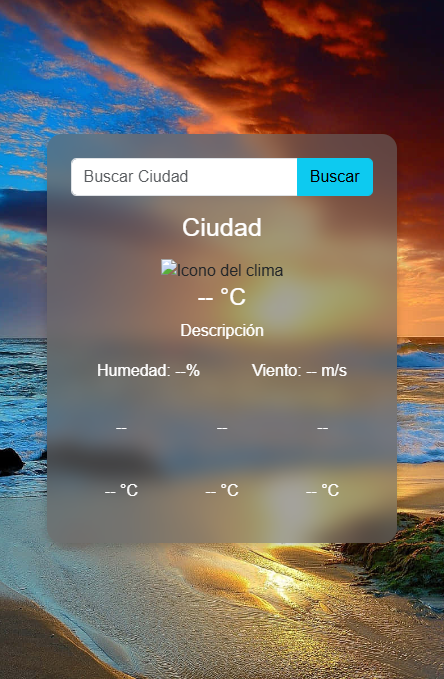 Buscar Ciudad Buscar
Ciudad
Icono del clima
-- °C
Descripción
Humedad: --% Viento: -- m/s
-- -- --
-- °C -- °C -- °C